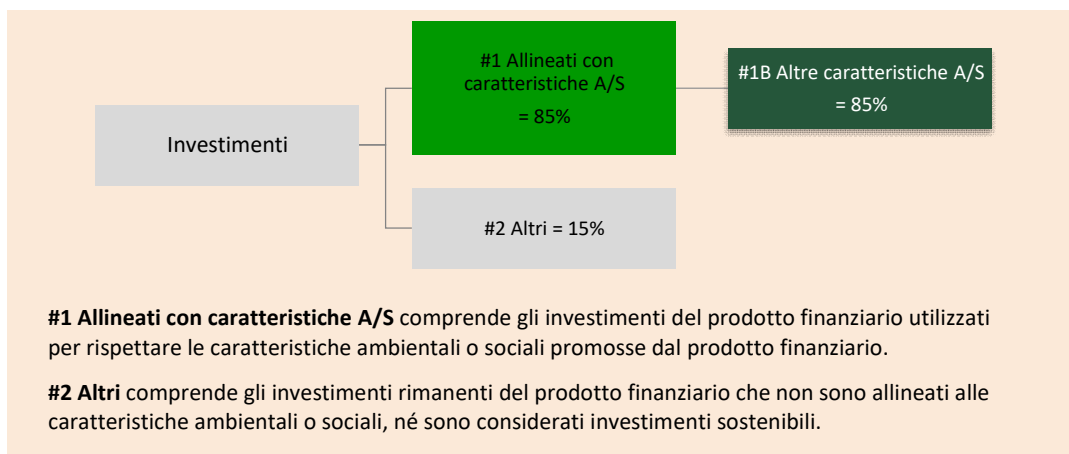 #1 Allineati con
caratteristiche A/S
= 85%
#1B Altre caratteristiche A/S
= 85%
Investimenti
#2 Altri = 15%
#1 Allineati con caratteristiche A/S comprende gli investimenti del prodotto finanziario utilizzati
per rispettare le caratteristiche ambientali o sociali promosse dal prodotto finanziario.
#2 Altri comprende gli investimenti rimanenti del prodotto finanziario che non sono allineati alle
caratteristiche ambientali o sociali, né sono considerati investimenti sostenibili.